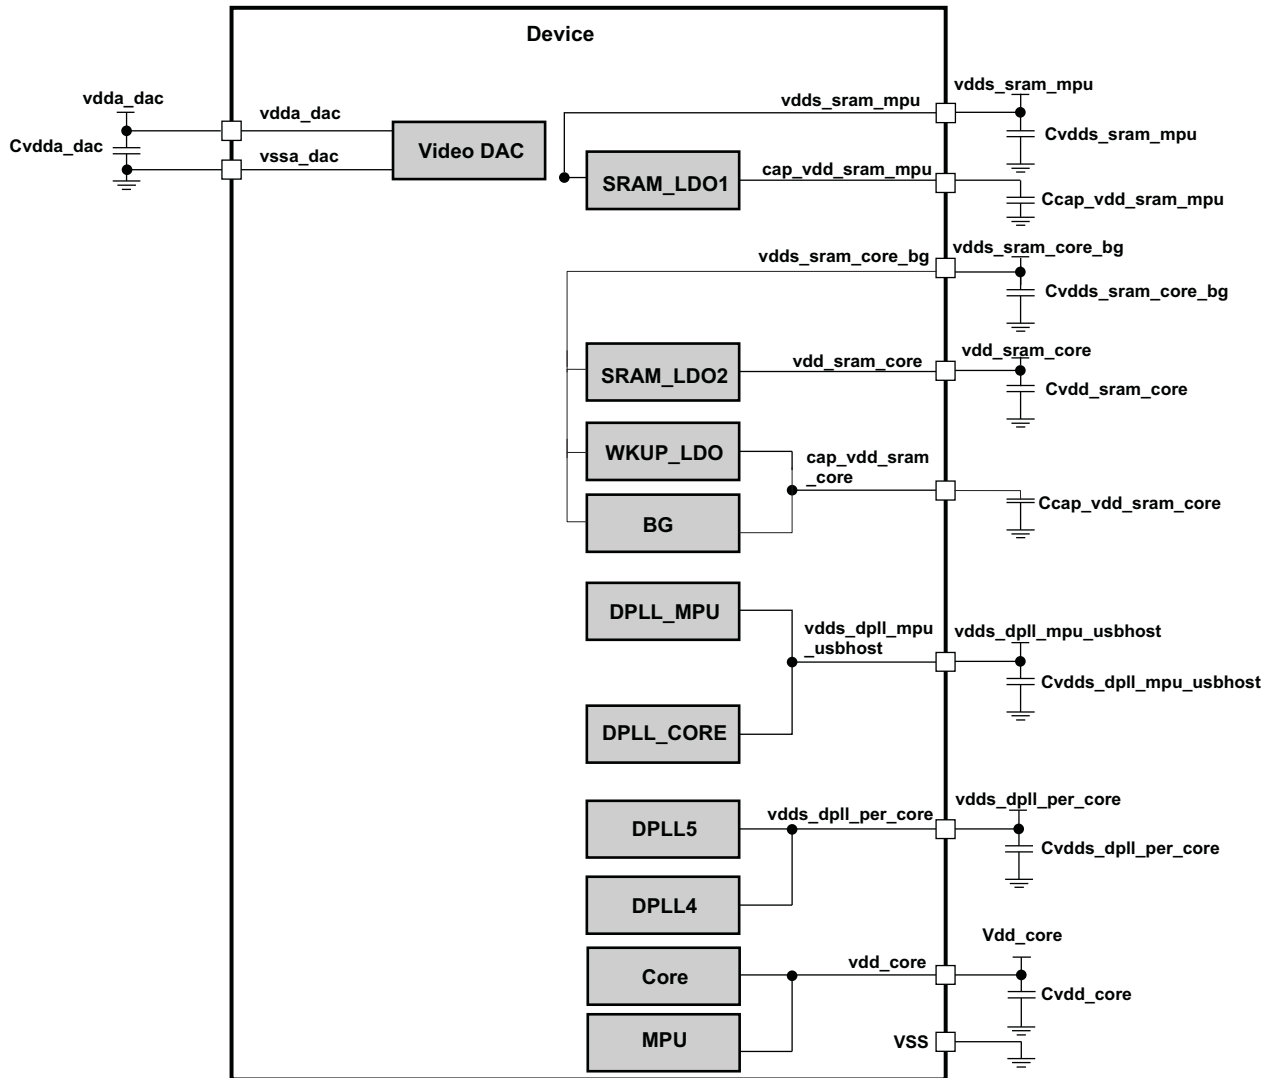 Device
vdda_dac
vdda_dac
Cvdda_dac
vssa_dac
Video DAC
vdds_sram_mpu
vdds_sram_mpu
Cvdds_sram_mpu
SRAM_LDO1
cap_vdd_sram_mpu
Ccap_vdd_sram_mpu
vdds_sram_core_bg
vdds_sram_core_bg
Cvdds_sram_core_bg
SRAM_LDO2
vdd_sram_core
vdd_sram_core
Cvdd_sram_core
WKUP_LDO
cap_vdd_sram
_core
Ccap_vdd_sram_core
BG
DPLL_MPU
vdds_dpll_mpu
_usbhost
vdds_dpll_mpu_usbhost
Cvdds_dpll_mpu_usbhost
DPLL_CORE
DPLL5
vdds_dpll_per_core
vdds_dpll_per_core
Cvdds_dpll_per_core
DPLL4
Core
vdd_core
Vdd_core
Cvdd_core
MPU
VSS